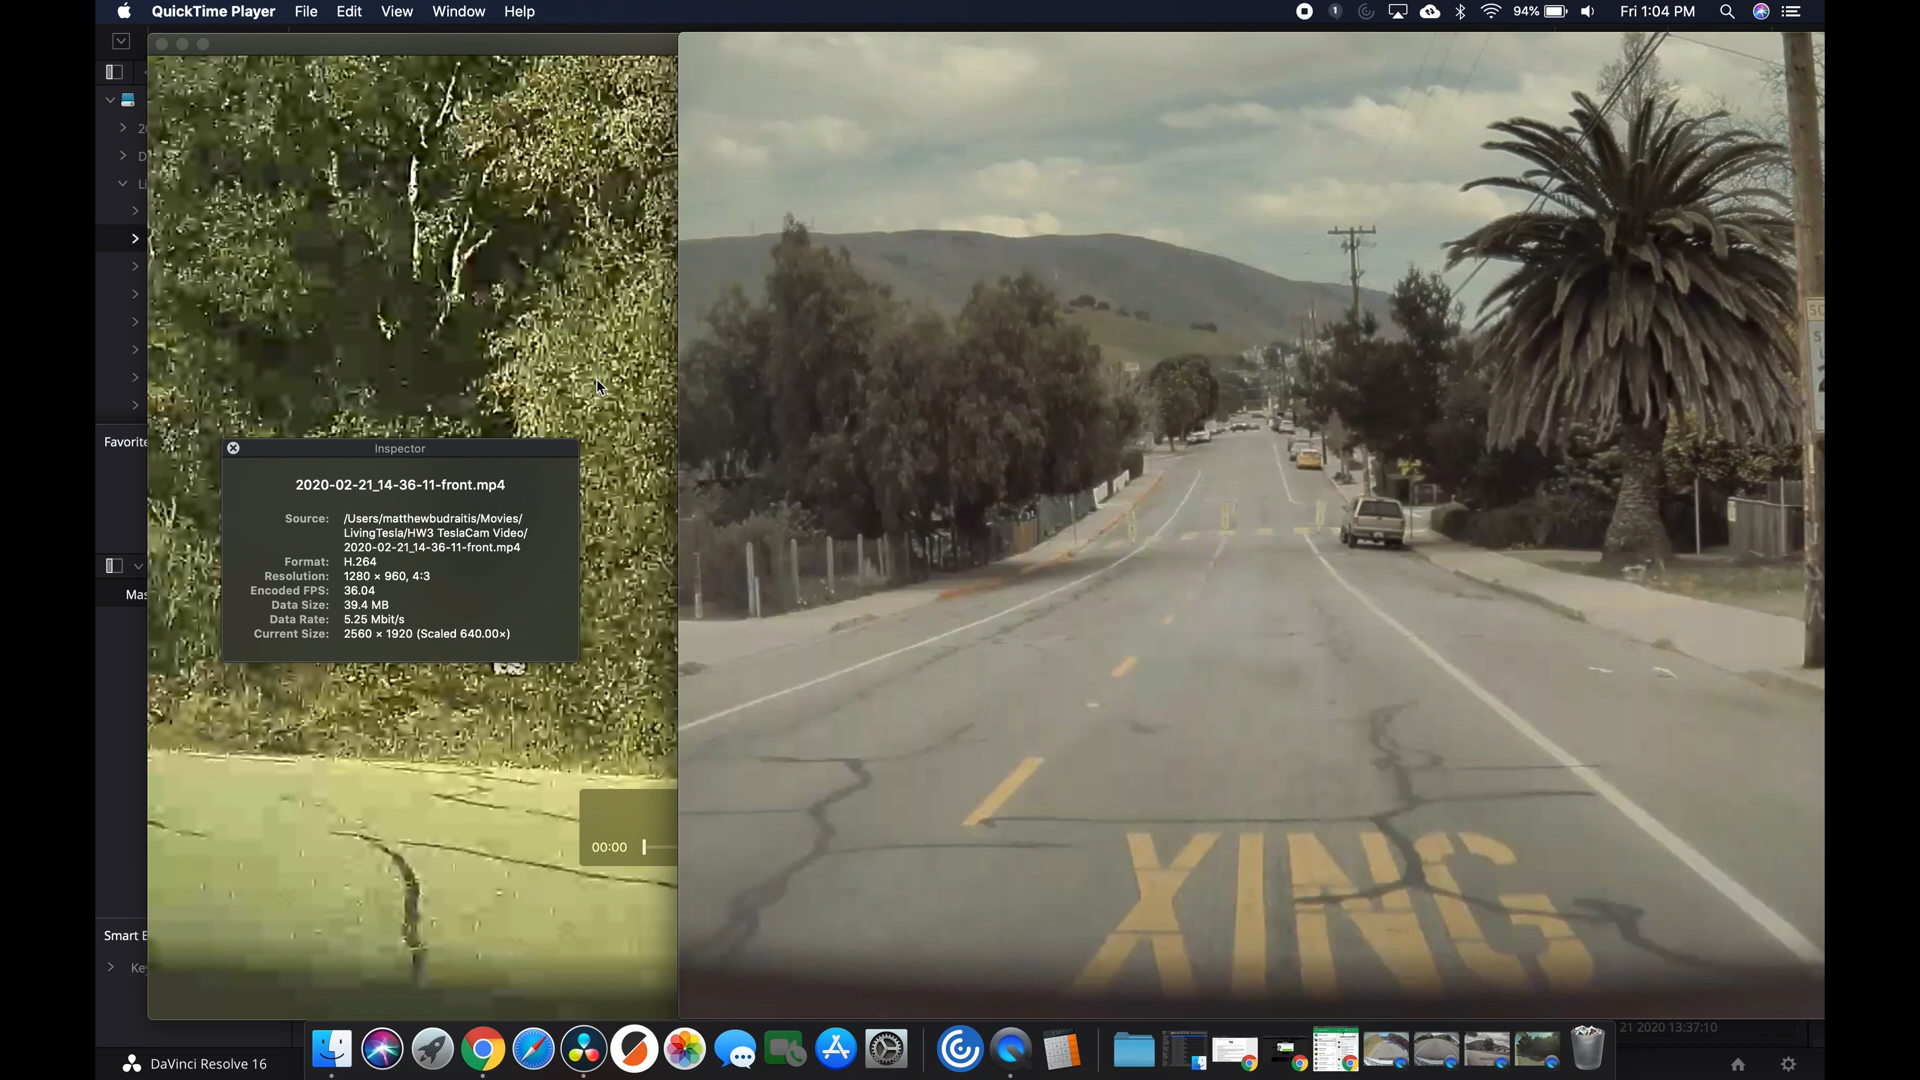 QuickTime Player File Edit View Window Help
94% Fri 1:04 PM
Favorite
Mas
Smart B
Key
Inspector
2020-02-21_14-36-11-front.mp4
Source: /Users/matthewbudraitis/Movies/
LivingTesla/HW3 TeslaCam Video/
2020-02-21_14-36-11-front.mp4
Format: H.264
Resolution: 1280 × 960, 4:3
Encoded FPS: 36.04
Data Size: 39.4 MB
Data Rate: 5.25 Mbit/s
Current Size: 2560 × 1920 (Scaled 640.00×)
00:00
XING
21 2020 13:37:10
DaVinci Resolve 16